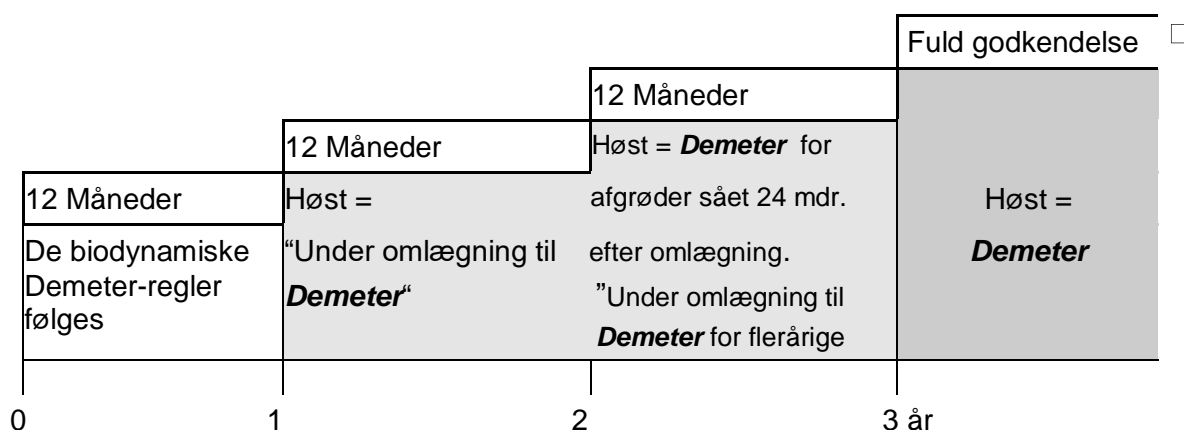 Fuld godkendelse
12 Måneder
12 Måneder
Høst = Demeter for
afgrøder sået 24 mdr.
efter omlægning.
”Under omlægning til
Demeter for flerårige
12 Måneder
Høst =
“Under omlægning til
Demeter“
Høst =
Demeter
De biodynamiske
Demeter-regler
følges
0 1 2 3 år